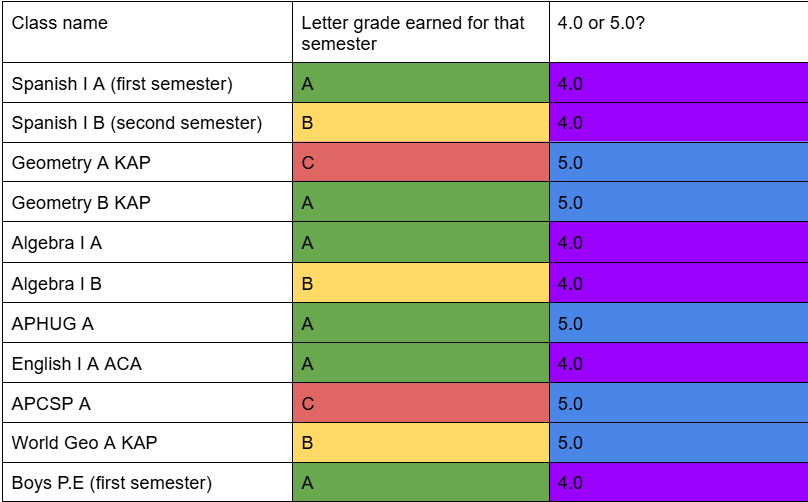 Class name
Letter grade earned for that
semester
4.0 or 5.0?
Spanish I A (first semester)
A
4.0
Spanish I B (second semester)
B
4.0
Geometry A KAP
C
5.0
Geometry B KAP
A
5.0
Algebra I A
A
4.0
Algebra I B
B
4.0
APHUG A
A
5.0
English I A ACA
A
4.0
APCSP A
C
5.0
World Geo A KAP
B
5.0
Boys P.E (first semester)
A
4.0